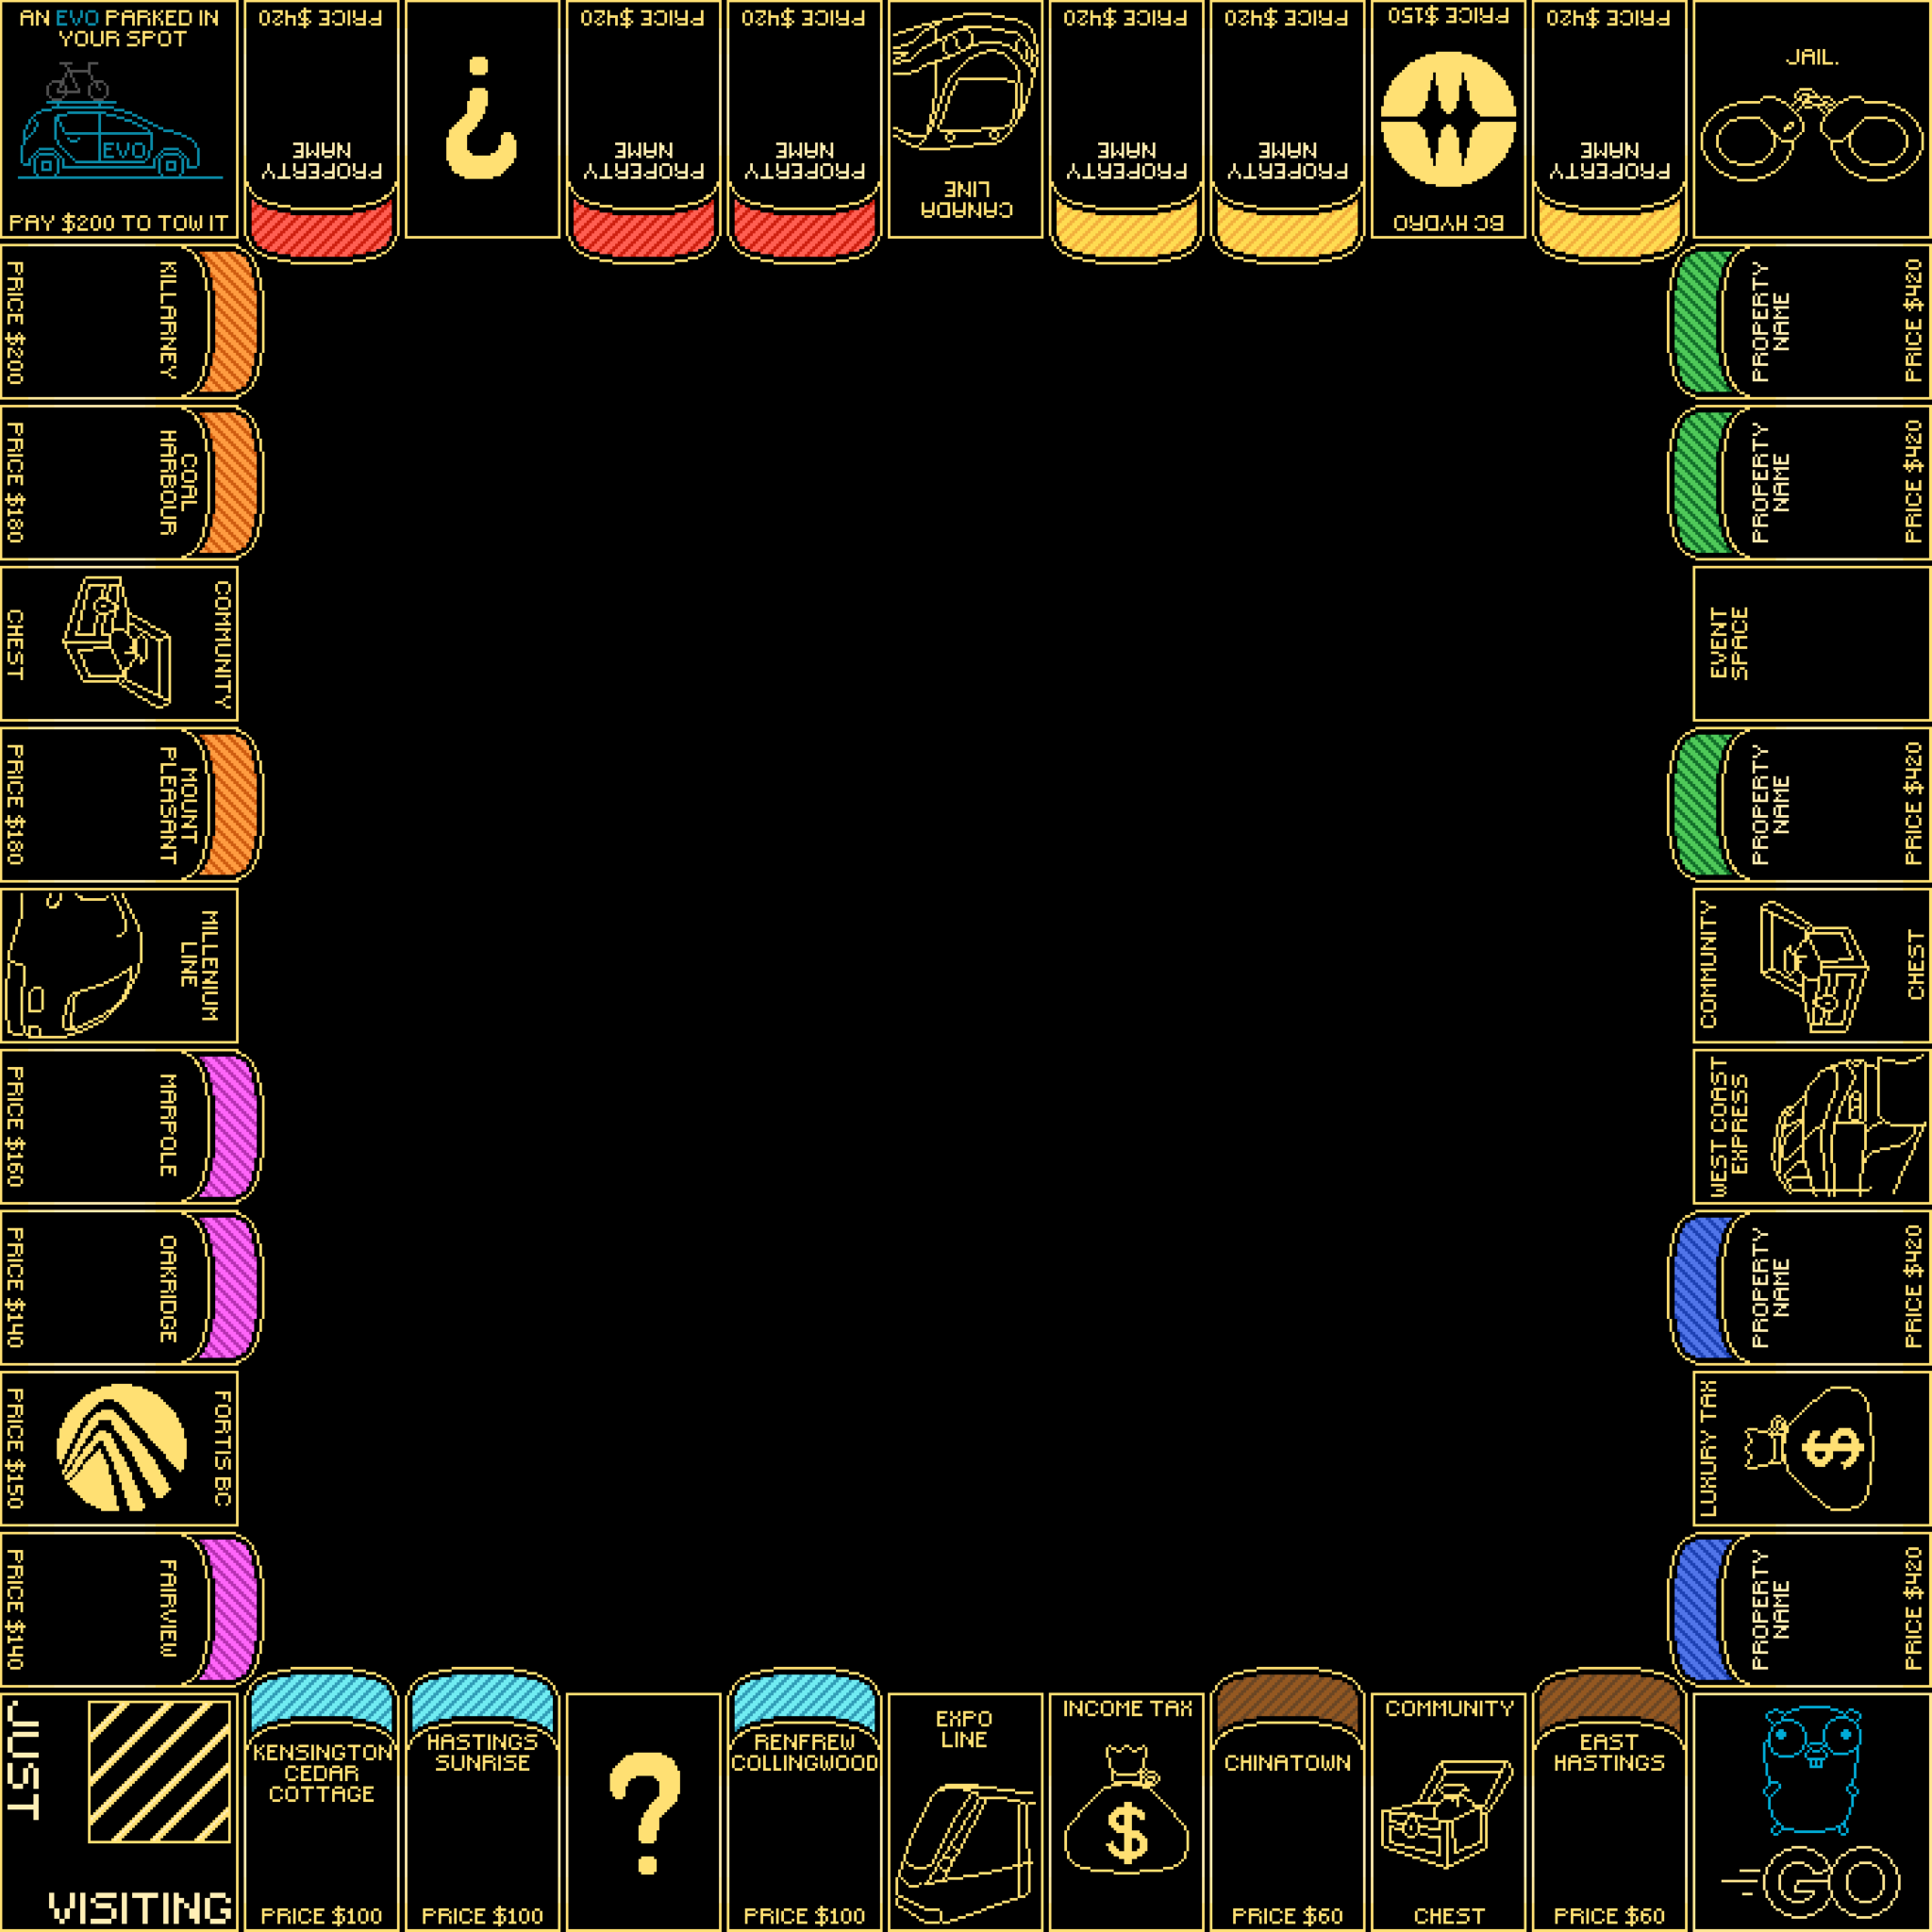 AN EVO PARKED IN
YOUR SPOT
EVO
PAY $200 TO TOW IT
PRICE $420
PROPERTY
NAME
?
PRICE $420
PROPERTY
NAME
PRICE $420
PROPERTY
NAME
CANADA
LINE
PRICE $420
PROPERTY
NAME
PRICE $420
PROPERTY
NAME
PRICE $150
BC HYDRO
PRICE $420
PROPERTY
NAME
JAIL.
PROPERTY
NAME
PRICE $420
PROPERTY
NAME
PRICE $420
EVENT
SPACE
PROPERTY
NAME
PRICE $420
COMMUNITY
CHEST
WEST COAST
EXPRESS
PROPERTY
NAME
PRICE $420
LUXURY TAX
$
PROPERTY
NAME
PRICE $420
GO
EAST
HASTINGS
PRICE $60
COMMUNITY
CHEST
CHINATOWN
PRICE $60
INCOME TAX
$
EXPO
LINE
RENFREW
COLLINGWOOD
PRICE $100
?
HASTINGS
SUNRISE
PRICE $100
KENSINGTON
CEDAR
COTTAGE
PRICE $100
JUST
VISITING
FAIRVIEW
PRICE $140
FORTIS BC
PRICE $150
OAKRIDGE
PRICE $140
MARPOLE
PRICE $160
MILLENIUM
LINE
MOUNT
PLEASANT
PRICE $180
COMMUNITY
CHEST
COAL
HARBOUR
PRICE $180
KILLARNEY
PRICE $200